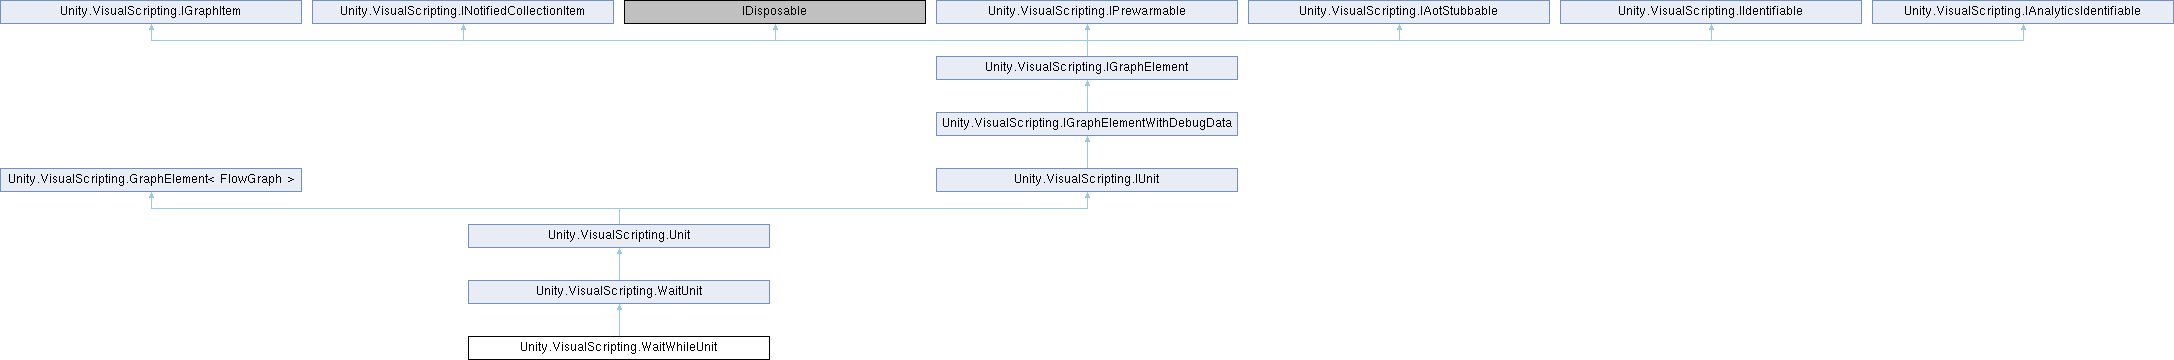 Unity.VisualScripting.IGraphItem
Unity.VisualScripting.INotifiedCollectionItem
IDisposable
Unity.VisualScripting.IPrewarmable
Unity.VisualScripting.IAotStubbable
Unity.VisualScripting.IIdentifiable
Unity.VisualScripting.IAnalyticsIdentifiable
Unity.VisualScripting.IGraphElement
Unity.VisualScripting.IGraphElementWithDebugData
Unity.VisualScripting.GraphElement< FlowGraph >
Unity.VisualScripting.IUnit
Unity.VisualScripting.Unit
Unity.VisualScripting.WaitUnit
Unity.VisualScripting.WaitWhileUnit